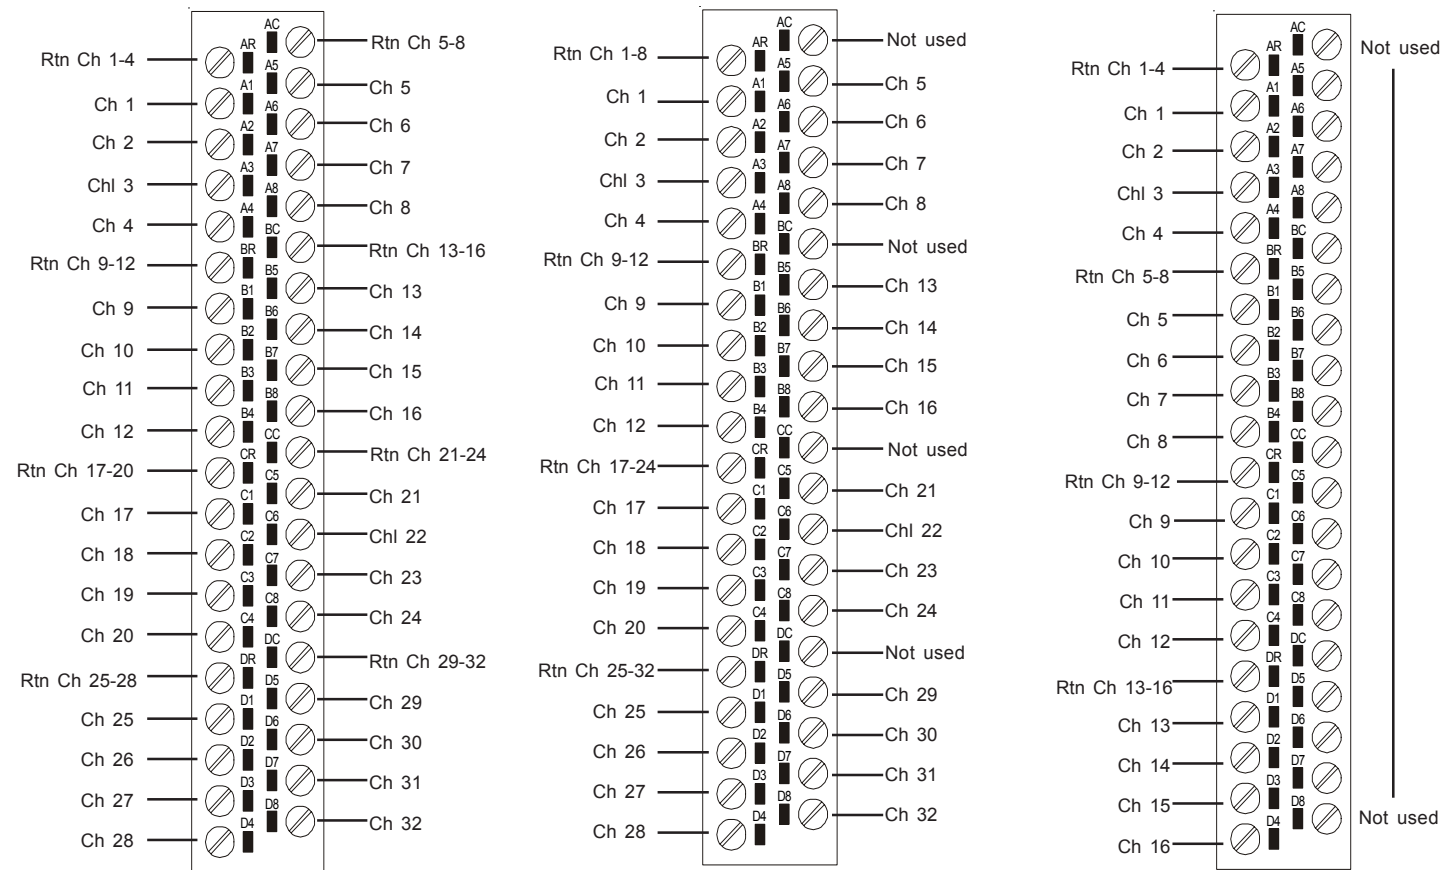 Rtn Ch 1-4
Ch 1
Ch 2
Chl 3
Ch 4
Rtn Ch 9-12
Ch 9
Ch 10
Ch 11
Ch 12
Rtn Ch 17-20
Ch 17
Ch 18
Ch 19
Ch 20
Rtn Ch 25-28
Ch 25
Ch 26
Ch 27
Ch 28
AR
A1
A2
A3
A4
BR
B1
B2
B3
B4
CR
C1
C2
C3
C4
DR
D1
D2
D3
D4
AC
A5
A6
A7
A8
BC
B5
B6
B7
B8
CC
C5
C6
C7
C8
DC
D5
D6
D7
D8
Rtn Ch 5-8
Ch 5
Ch 6
Ch 7
Ch 8
Rtn Ch 13-16
Ch 13
Ch 14
Ch 15
Ch 16
Rtn Ch 21-24
Ch 21
Chl 22
Ch 23
Ch 24
Rtn Ch 29-32
Ch 29
Ch 30
Ch 31
Ch 32
Rtn Ch 1-8
Ch 1
Ch 2
Chl 3
Ch 4
Rtn Ch 9-12
Ch 9
Ch 10
Ch 11
Ch 12
Rtn Ch 17-24
Ch 17
Ch 18
Ch 19
Ch 20
Rtn Ch 25-32
Ch 25
Ch 26
Ch 27
Ch 28
AR
A1
A2
A3
A4
BR
B1
B2
B3
B4
CR
C1
C2
C3
C4
DR
D1
D2
D3
D4
AC
A5
A6
A7
A8
BC
B5
B6
B7
B8
CC
C5
C6
C7
C8
DC
D5
D6
D7
D8
Not used
Ch 5
Ch 6
Ch 7
Ch 8
Not used
Ch 13
Ch 14
Ch 15
Ch 16
Not used
Ch 21
Chl 22
Ch 23
Ch 24
Not used
Ch 29
Ch 30
Ch 31
Ch 32
Rtn Ch 1-4
Ch 1
Ch 2
Chl 3
Ch 4
Rtn Ch 5-8
Ch 5
Ch 6
Ch 7
Ch 8
Rtn Ch 9-12
Ch 9
Ch 10
Ch 11
Ch 12
Rtn Ch 13-16
Ch 13
Ch 14
Ch 15
Ch 16
AR
A1
A2
A3
A4
BR
B1
B2
B3
B4
CR
C1
C2
C3
C4
DR
D1
D2
D3
D4
AC
A5
A6
A7
A8
BC
B5
B6
B7
B8
CC
C5
C6
C7
C8
DC
D5
D6
D7
D8
Not used
Not used